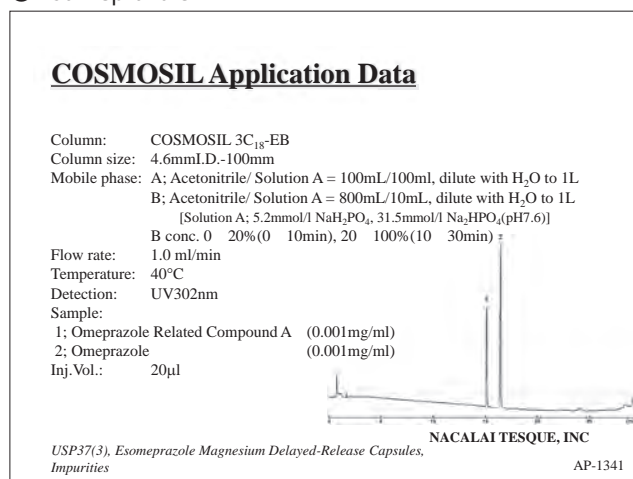 COSMOSIL Application Data
Column: COSMOSIL 3C18-EB
Column size: 4.6mmI.D.-100mm
Mobile phase: A; Acetonitrile/ Solution A = 100mL/100ml, dilute with H2O to 1L
B; Acetonitrile/ Solution A = 800mL/10mL, dilute with H2O to 1L
[Solution A; 5.2mmol/l NaH2PO4, 31.5mmol/l Na2HPO4(pH7.6)]
B conc. 0 20%(0 10min), 20 100%(10 30min)
Flow rate: 1.0 ml/min
Temperature: 40°C
Detection: UV302nm
Sample:
1; Omeprazole Related Compound A (0.001mg/ml)
2; Omeprazole (0.001mg/ml)
Inj.Vol.: 20µl
NACALAI TESQUE, INC
USP37(3), Esomeprazole Magnesium Delayed-Release Capsules,
Impurities
AP-1341